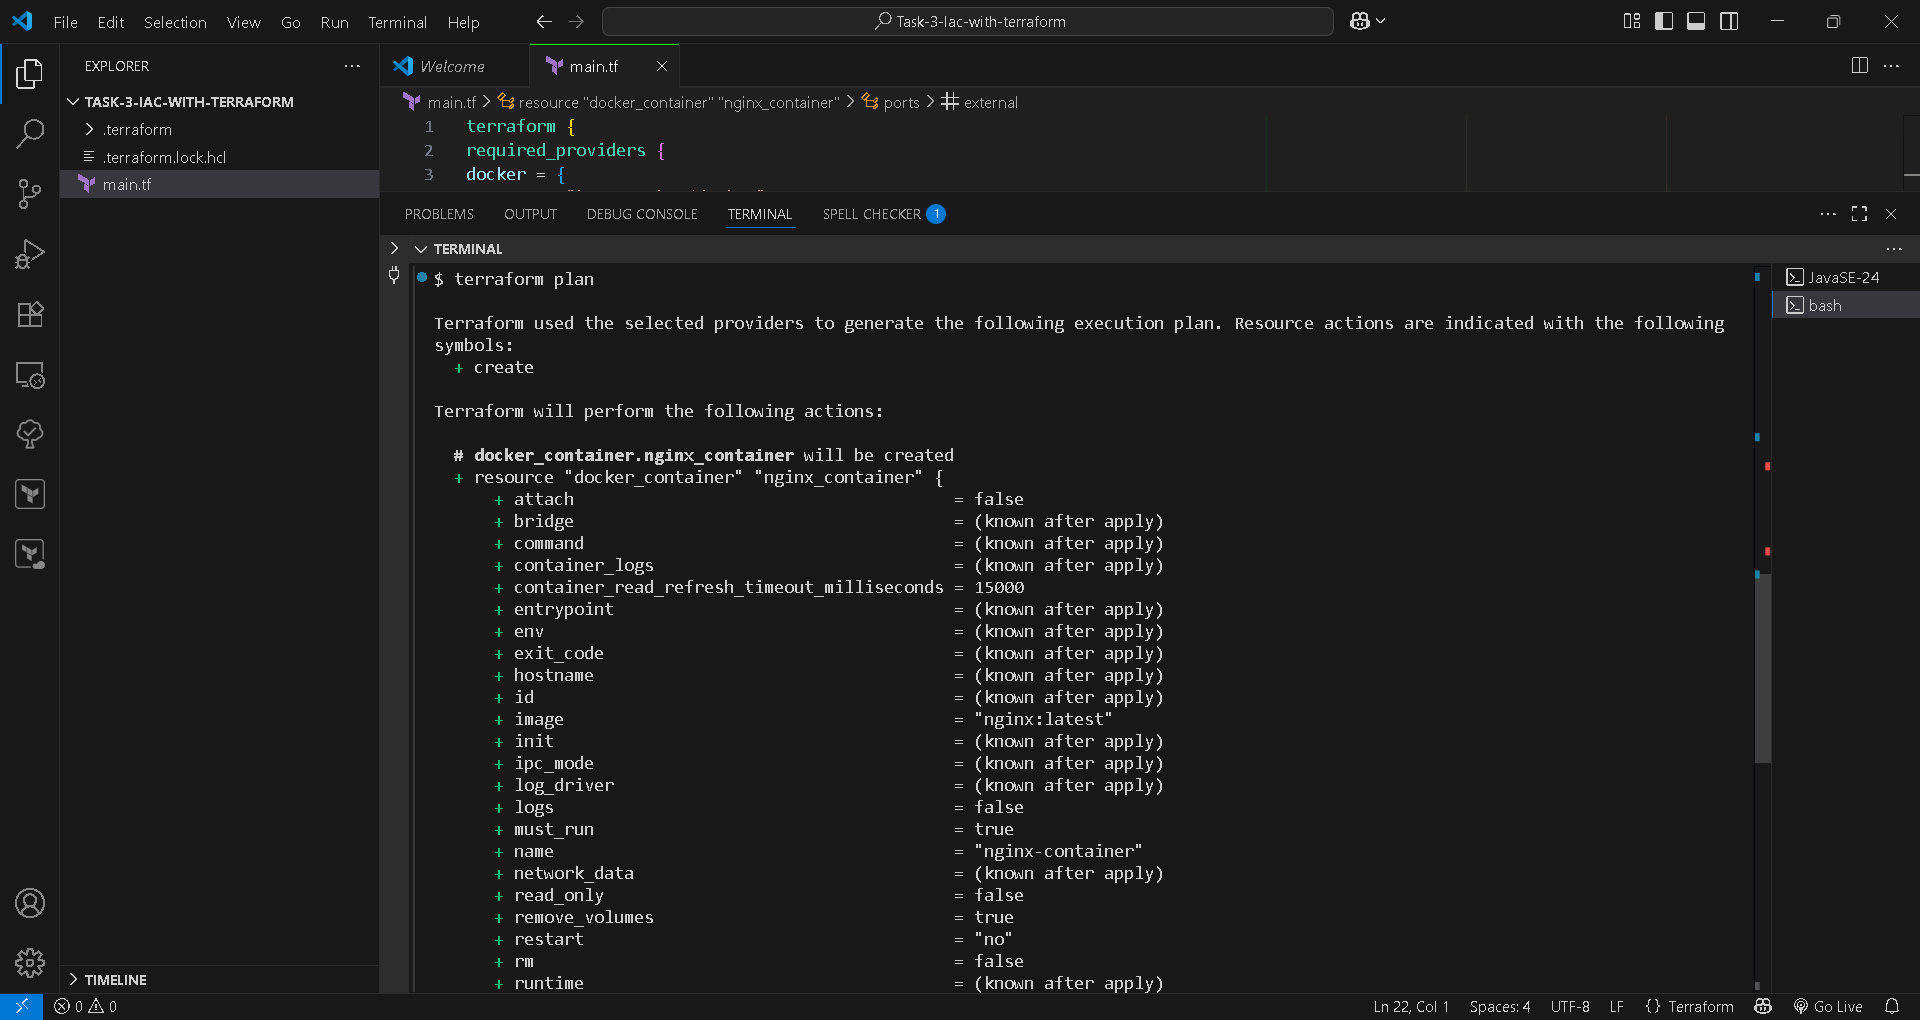 File Edit Selection View Go Run Terminal Help
Task-3-Iac-with-terraform
EXPLORER
TASK-3-IAC-WITH-TERRAFORM
.terraform
.terraform.lock.hcl
main.tf
TIMELINE
Welcome
main.tf
main.tf > resource "docker_container" "nginx_container" > ports > external
1 terraform {
2 required_providers {
3 docker = {
PROBLEMS OUTPUT DEBUG CONSOLE TERMINAL SPELL CHECKER 1
TERMINAL
$ terraform plan
Terraform used the selected providers to generate the following execution plan. Resource actions are indicated with the following
symbols:
+ create
Terraform will perform the following actions:
# docker_container.nginx_container will be created
+ resource "docker_container" "nginx_container" {
+ attach = false
+ bridge = (known after apply)
+ command = (known after apply)
+ container_logs = (known after apply)
+ container_read_refresh_timeout_milliseconds = 15000
+ entrypoint = (known after apply)
+ env = (known after apply)
+ exit_code = (known after apply)
+ hostname = (known after apply)
+ id = (known after apply)
+ image = "nginx:latest"
+ init = (known after apply)
+ ipc_mode = (known after apply)
+ log_driver = (known after apply)
+ logs = false
+ must_run = true
+ name = "nginx-container"
+ network_data = (known after apply)
+ read_only = false
+ remove_volumes = true
+ restart = "no"
+ rm = false
+ runtime = (known after apply)
JavaSE-24
bash
0 0
Ln 22, Col 1 Spaces: 4 UTF-8 LF {} Terraform Go Live